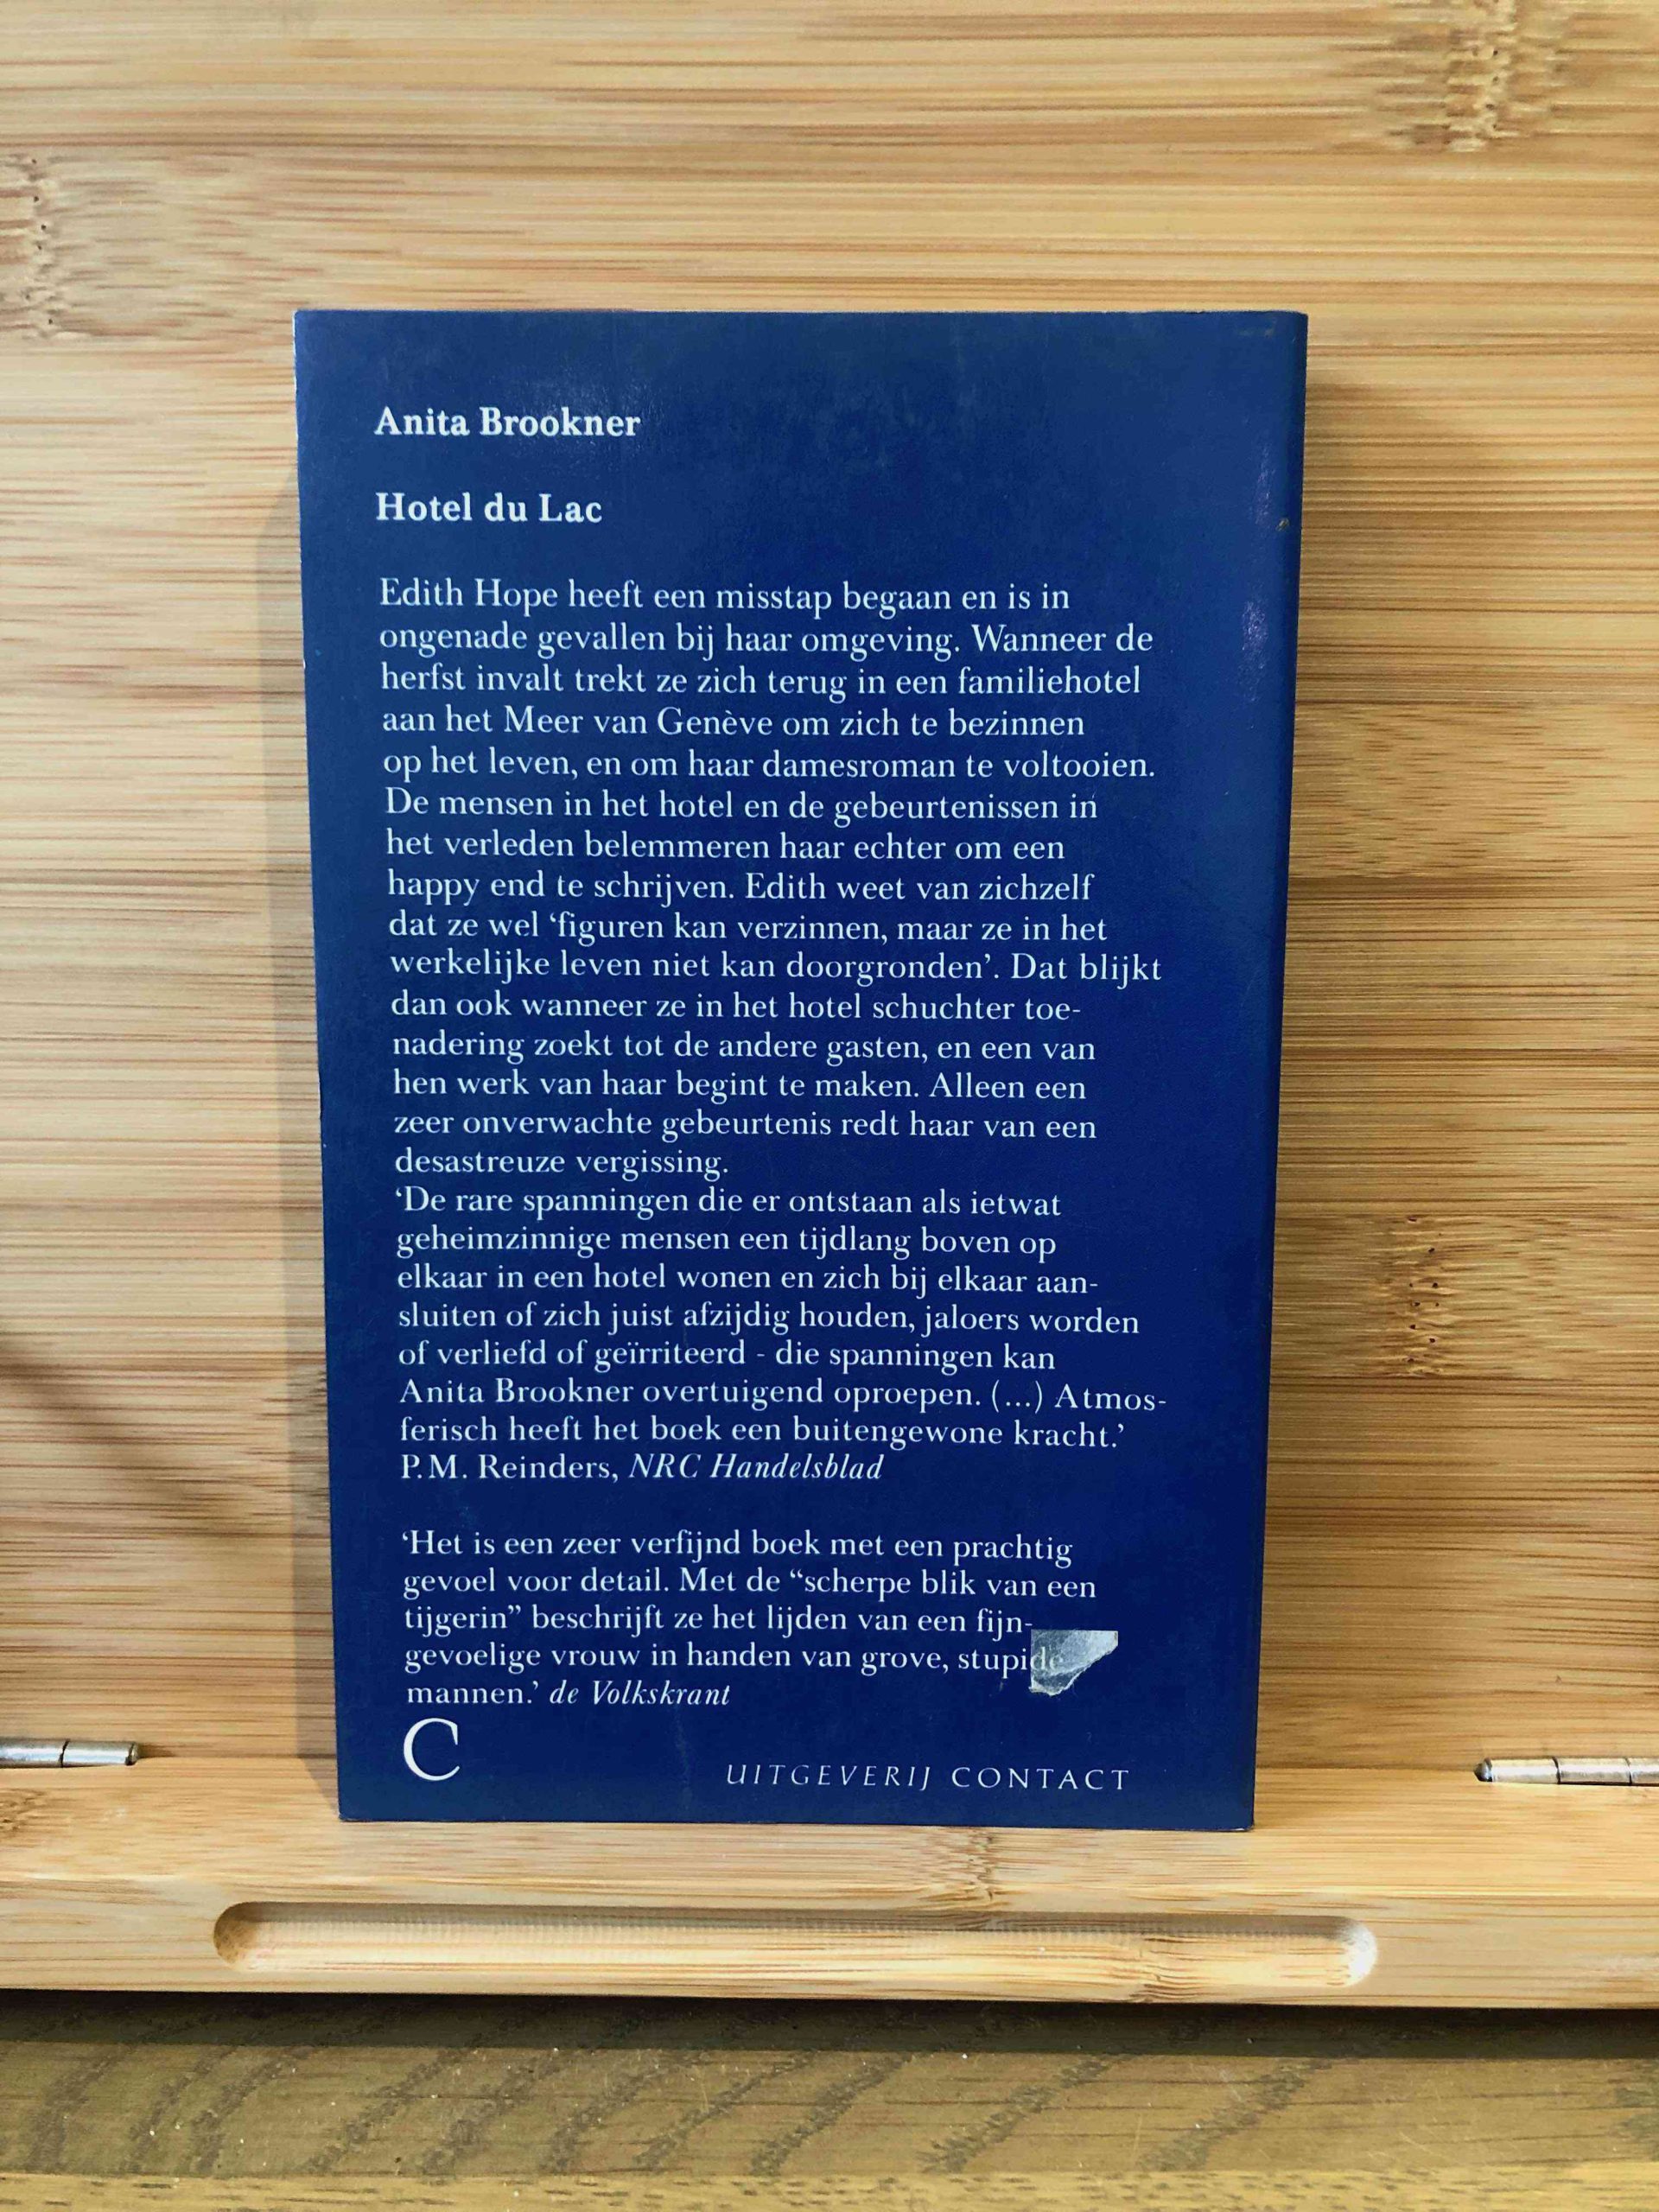 Anita Brookner
Hotel du Lac
Edith Hope heeft een misstap begaan en is in
ongenade gevallen bij haar omgeving. Wanneer de
herfst invalt trekt ze zich terug in een familiehotel
aan het Meer van Genève om zich te bezinnen
op het leven, en om haar damesroman te voltooien.
De mensen in het hotel en de gebeurtenissen in
het verleden belemmeren haar echter om een
happy end te schrijven. Edith weet van zichzelf
dat ze wel ‘figuren kan verzinnen, maar ze in het
werkelijke leven niet kan doorgronden’. Dat blijkt
dan ook wanneer ze in het hotel schuchter toe-
nadering zoekt tot de andere gasten, en een van
hen werk van haar begint te maken. Alleen een
zeer onverwachte gebeurtenis redt haar van een
desastreuze vergissing.
‘De rare spanningen die er ontstaan als ietwat
geheimzinnige mensen een tijdlang boven op
elkaar in een hotel wonen en zich bij elkaar aan-
sluiten of zich juist afzijdig houden, jaloers worden
of verliefd of geïrriteerd - die spanningen kan
Anita Brookner overtuigend oproepen. (...) Atmos-
ferisch heeft het boek een buitengewone kracht.’
P.M. Reinders, NRC Handelsblad
‘Het is een zeer verfijnd boek met een prachtig
gevoel voor detail. Met de “scherpe blik van een
tijgerin” beschrijft ze het lijden van een fijn-
gevoelige vrouw in handen van grove, stupide
mannen.’ de Volkskrant
C
UITGEVERIJ CONTACT